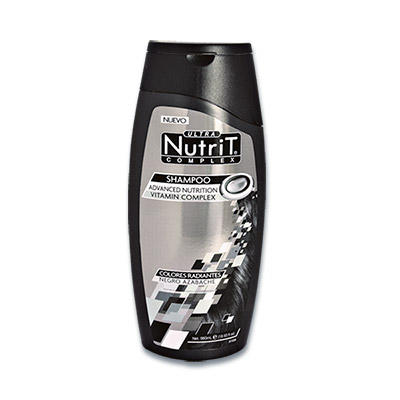 NUEVO
ULTRA
NutriT.
COMPLEX
SHAMPOO
ADVANCED NUTRITION
VITAMIN COMPLEX
COLORES RADIANTES
NEGRO AZABACHE